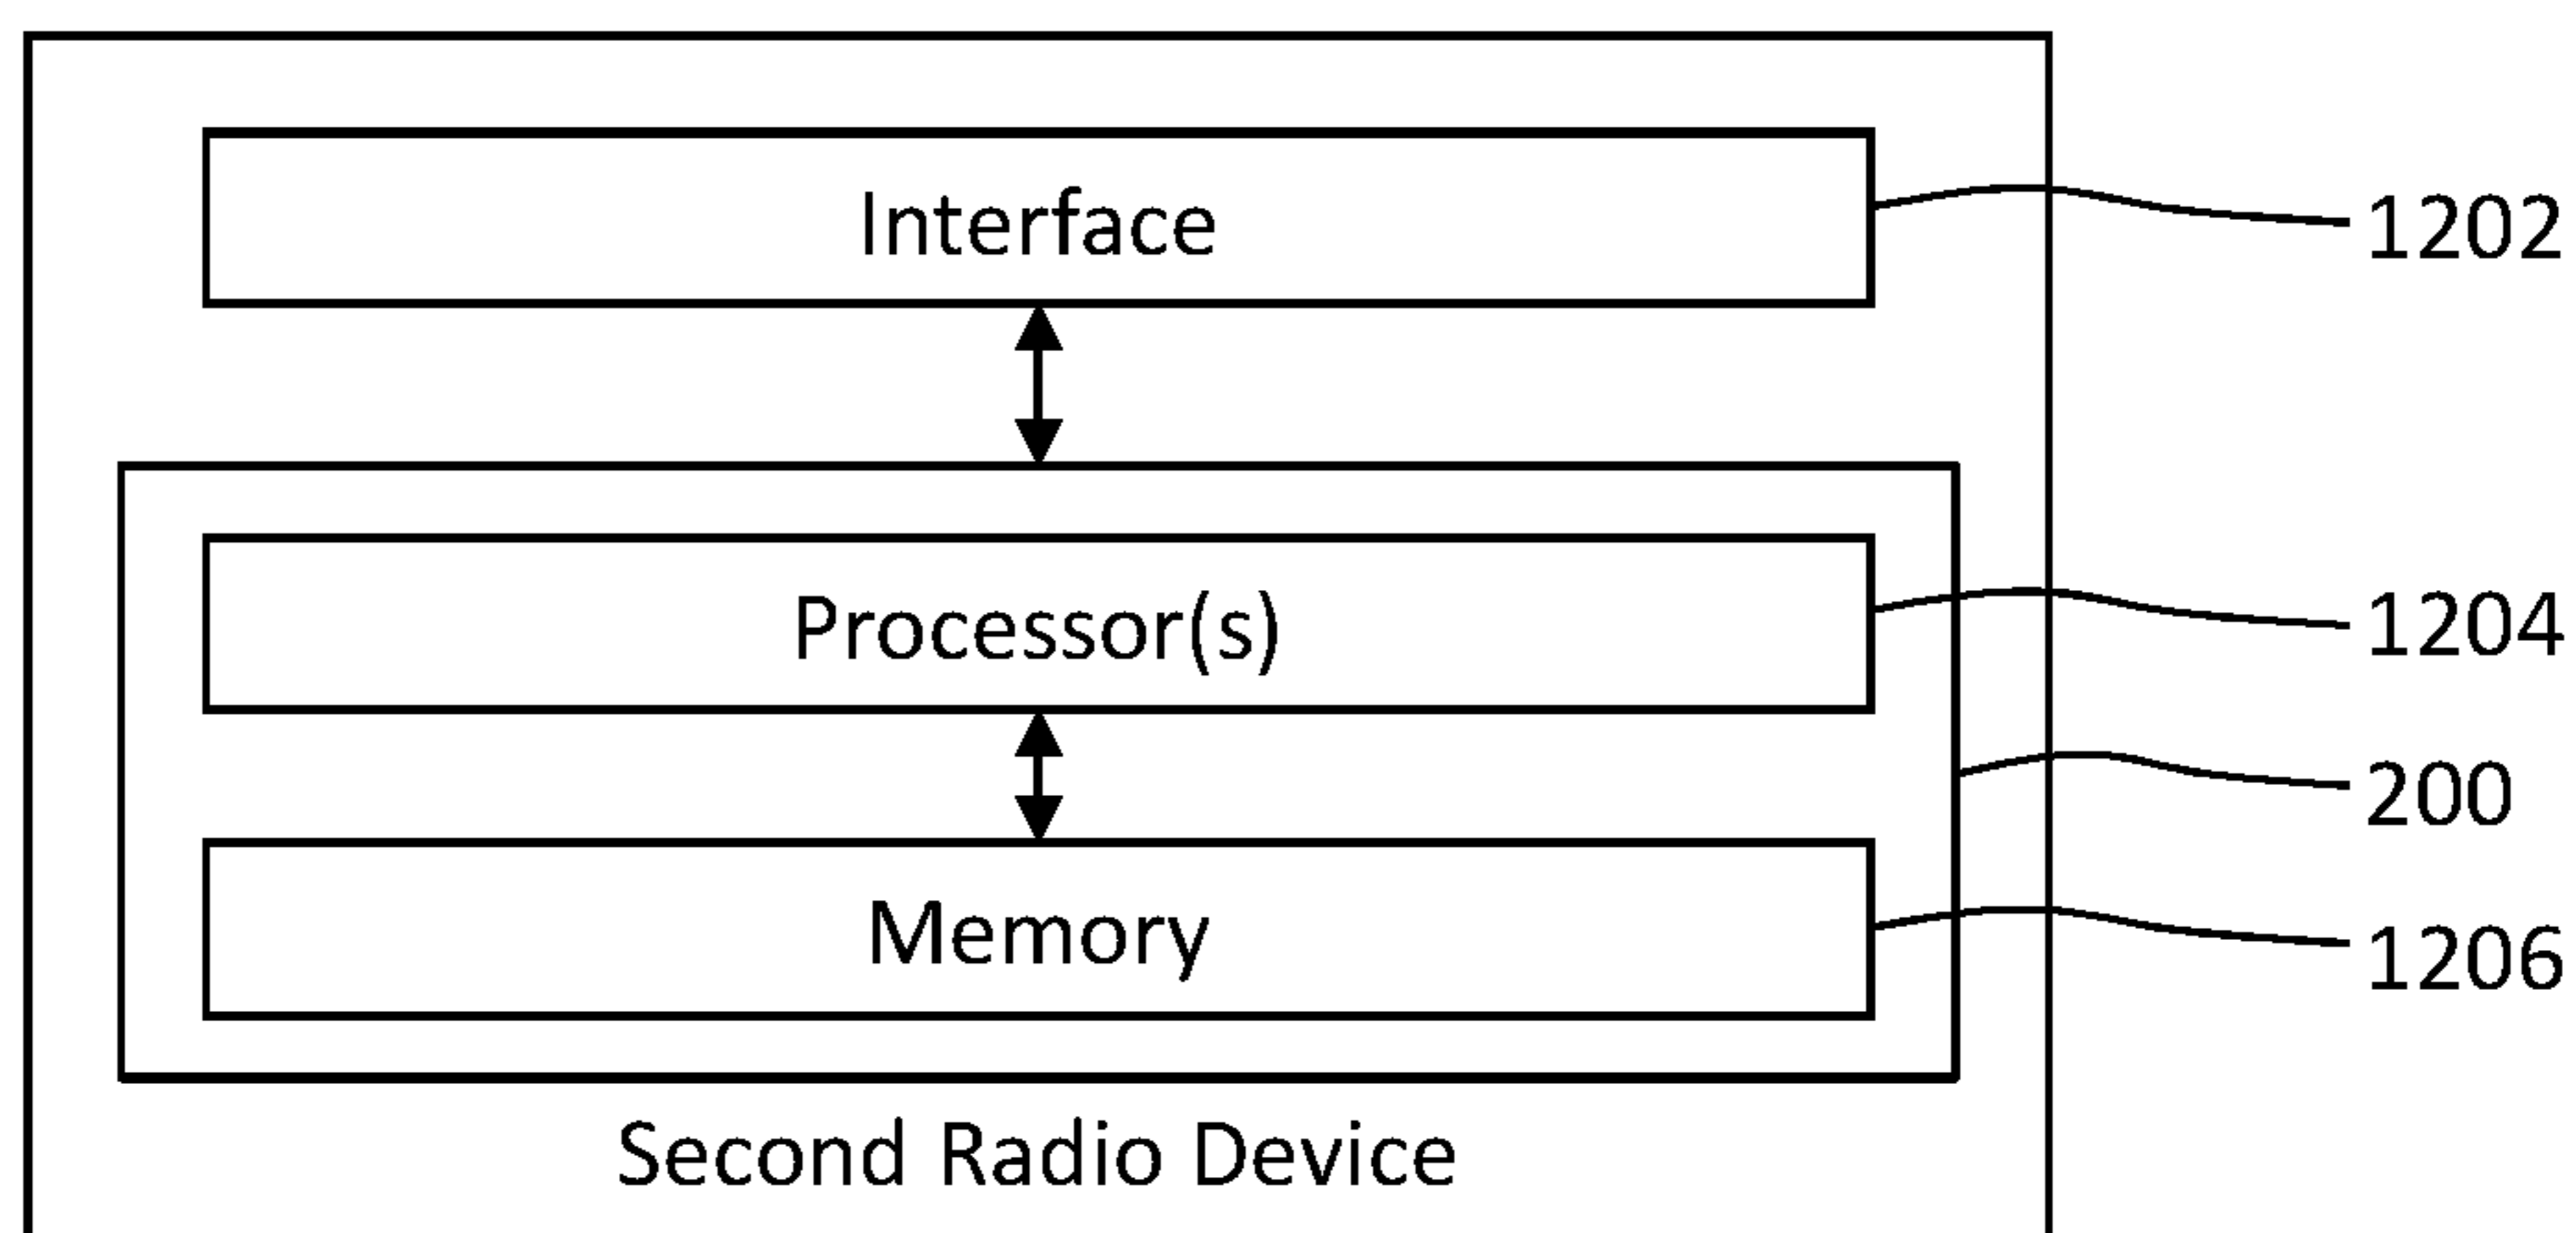 Interface
1202
Processor(s)
1204
200
Memory
1206
Second Radio Device